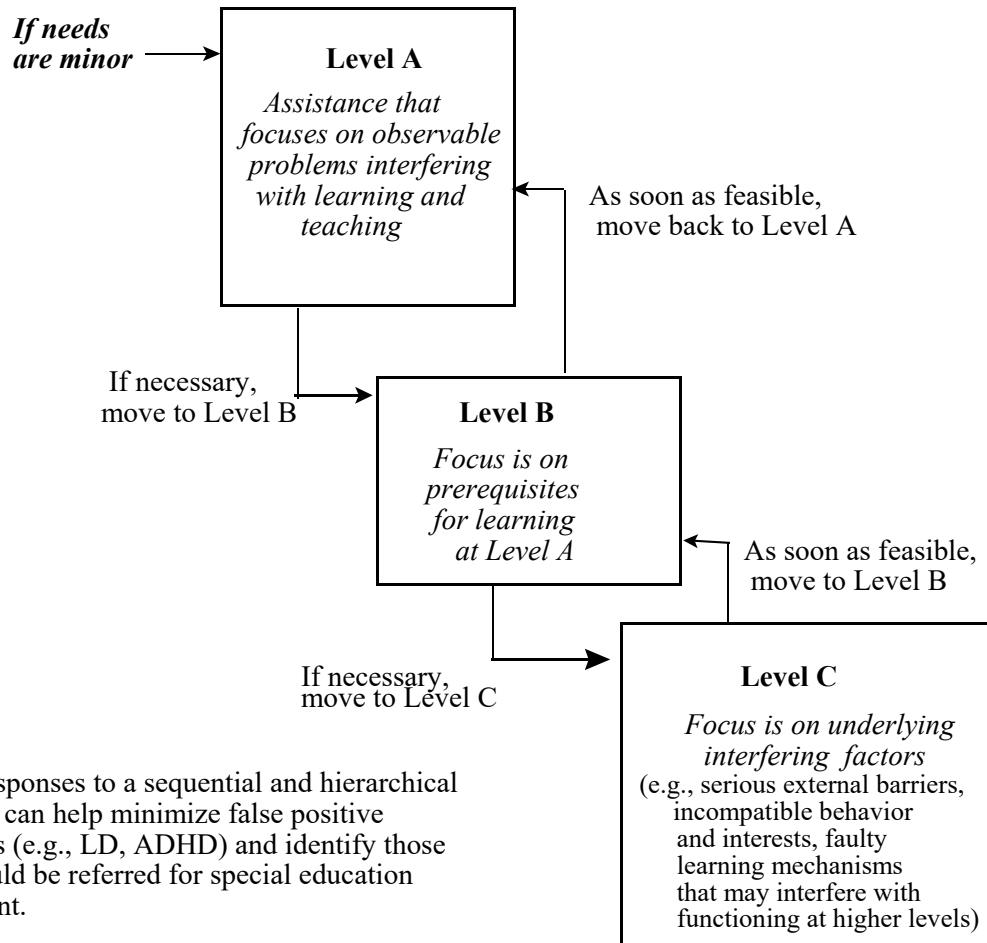 If needs
are minor
Level A
Assistance that
focuses on observable
problems interfering
with learning and
teaching
As soon as feasible,
move back to Level A
If necessary,
move to Level B
Level B
Focus is on
prerequisites
for learning
at Level A
As soon as feasible,
move to Level B
If necessary,
move to Level C
Level C
Focus is on underlying
interfering factors
(e.g., serious external barriers,
incompatible behavior
and interests, faulty
learning mechanisms
that may interfere with
functioning at higher levels)
to a sequential and hierarchical
can help minimize false positive
(e.g., LD, ADHD) and identify those
be referred for special education